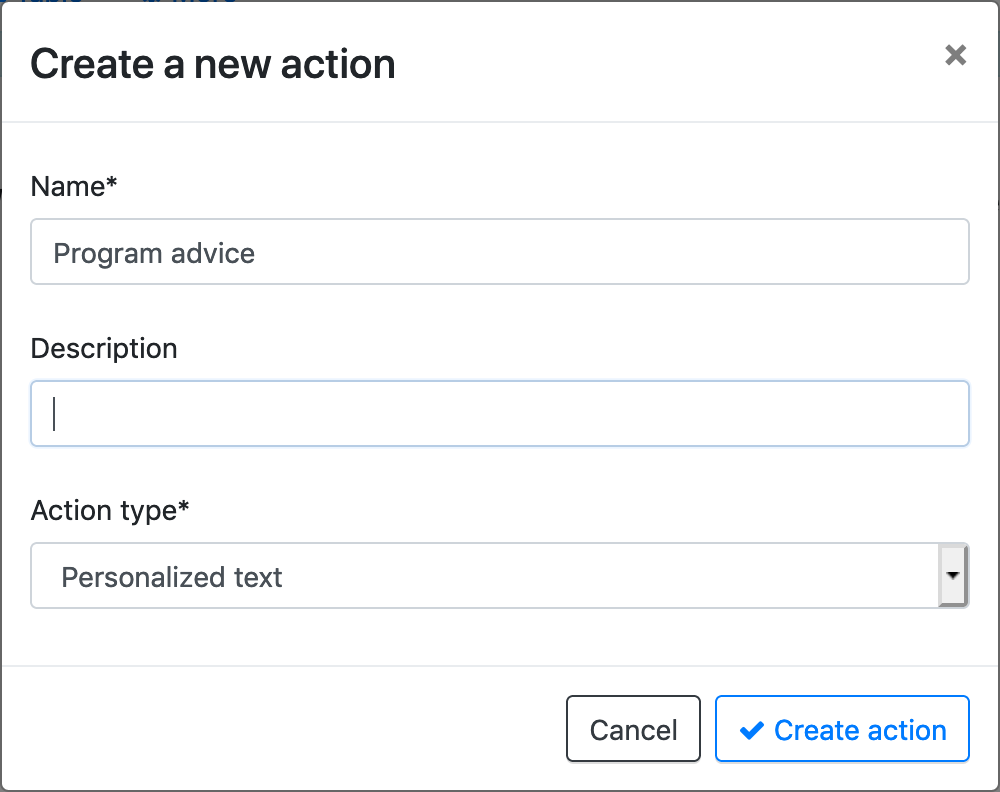 Create a new action
×
Name*
Program advice
Description
Action type*
Personalized text
Cancel
Create action